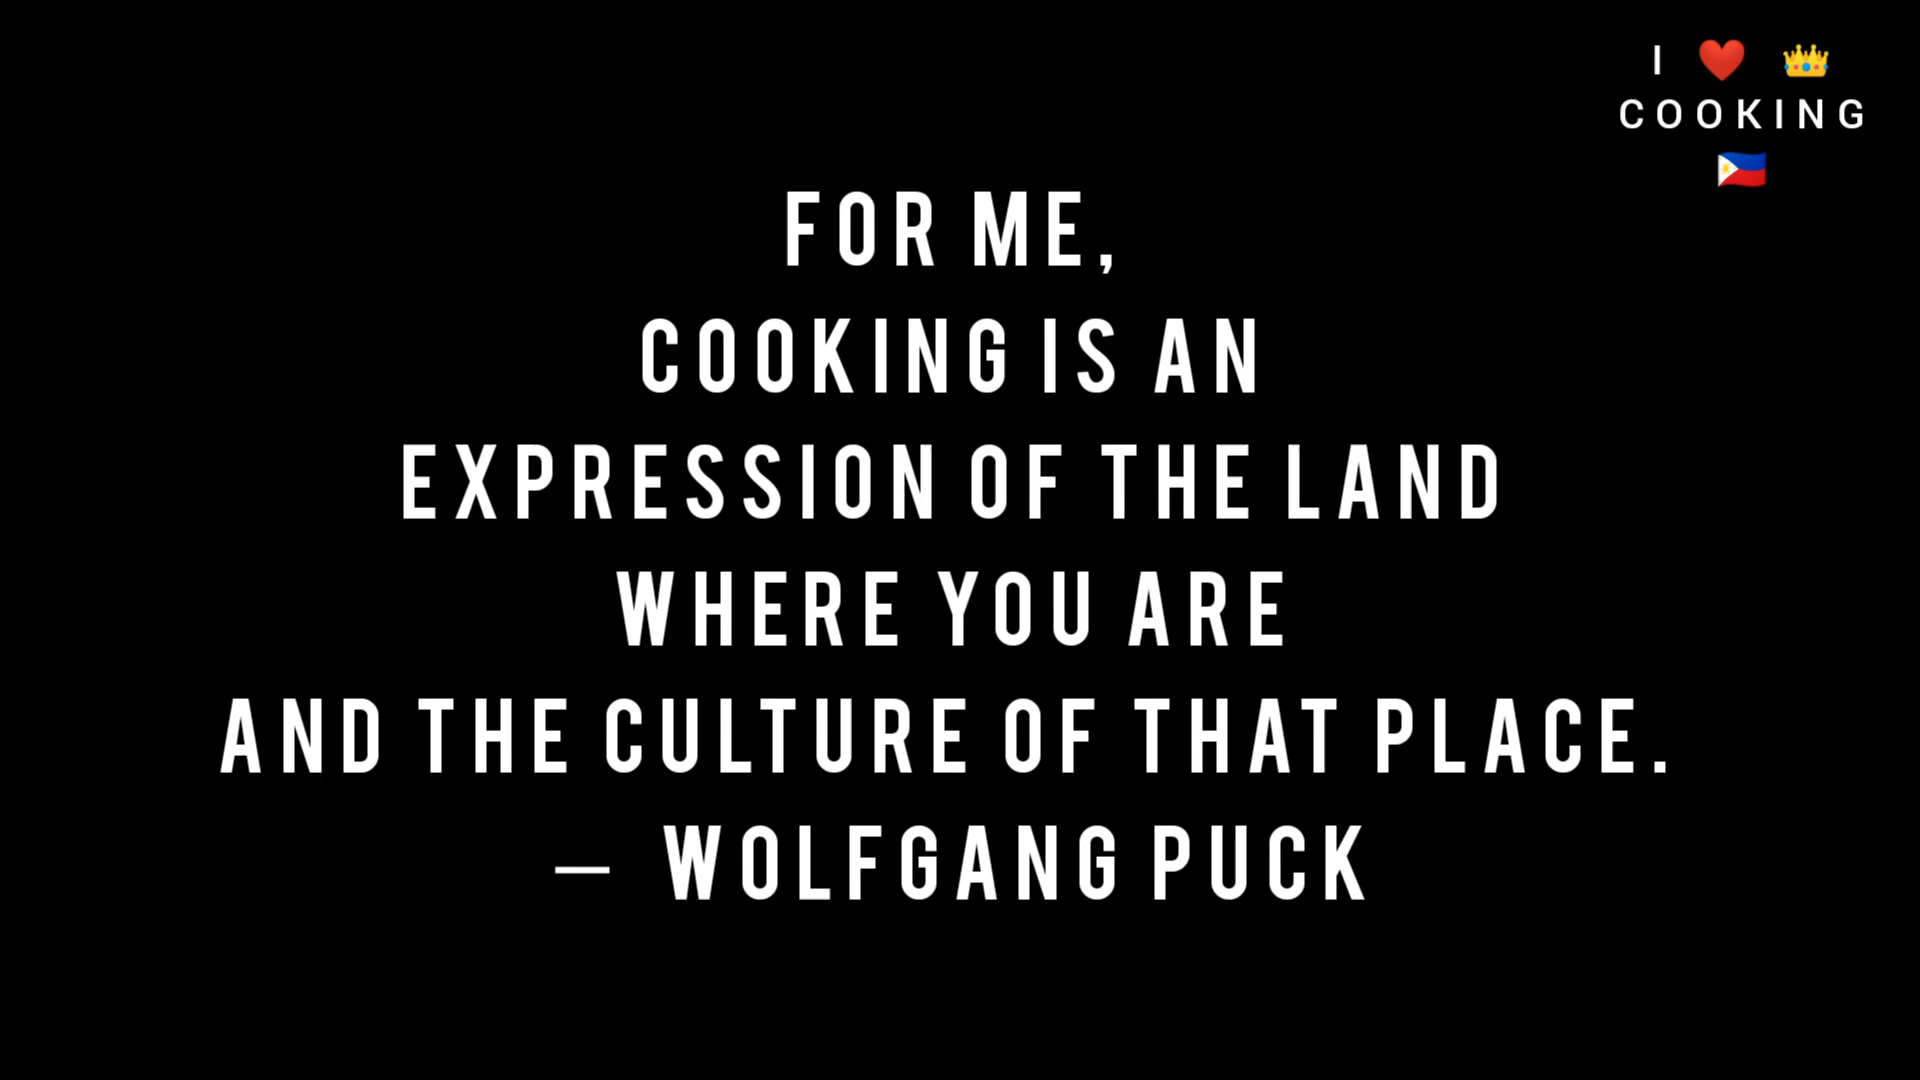 I ❤️ 👑
COOKING
🇵🇭
FOR ME,
COOKING IS AN
EXPRESSION OF THE LAND
WHERE YOU ARE
AND THE CULTURE OF THAT PLACE.
— WOLFGANG PUCK